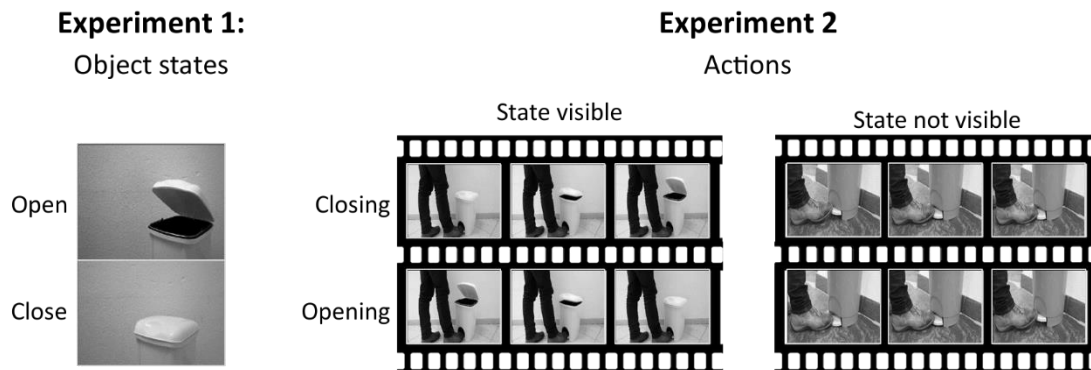 Experiment 1:
Object states
Open
Close
Experiment 2
Actions
State visible
State not visible
Closing
Opening